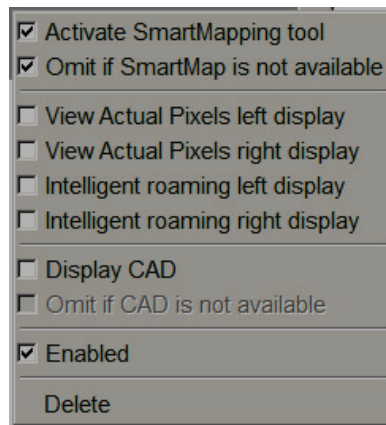 Activate SmartMapping tool
Omit if SmartMap is not available
View Actual Pixels left display
View Actual Pixels right display
Intelligent roaming left display
Intelligent roaming right display
Display CAD
Omit if CAD is not available
Enabled
Delete